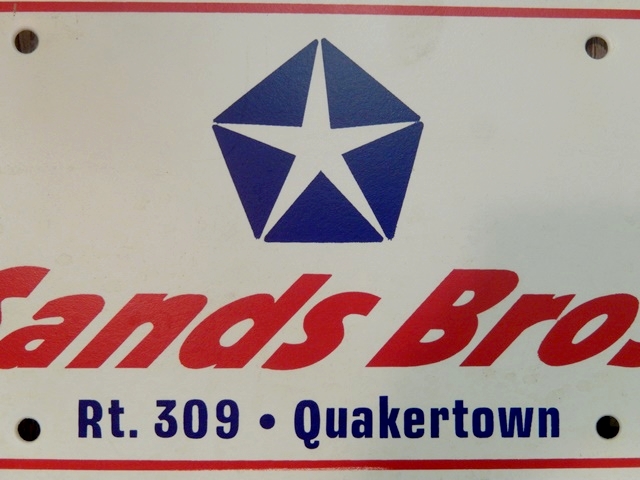 Sands Bros
Rt. 309 • Quakertown